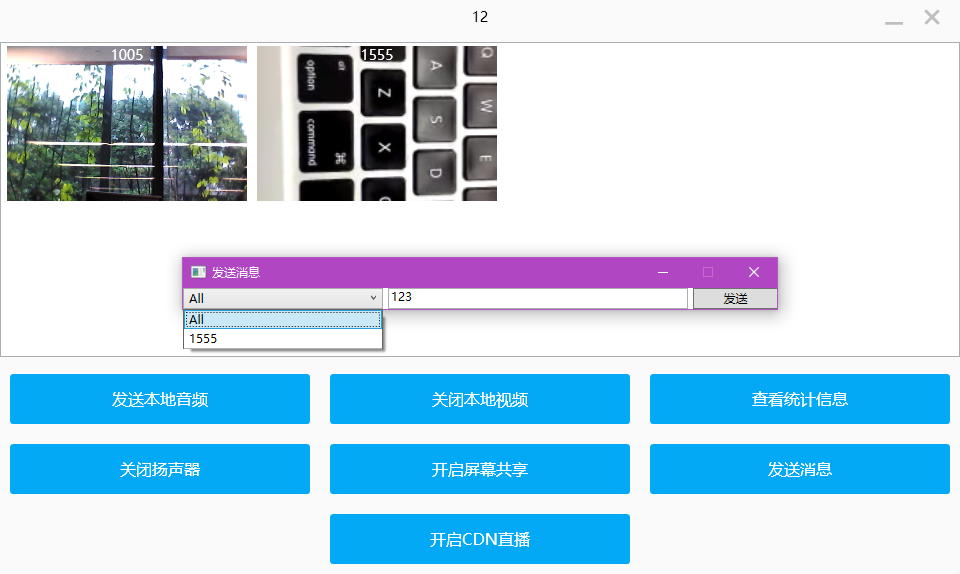 12
1005
1555
alt
option
command
⌘
Z
X
A
S
D
Q
W
E
发送消息
All
123
发送
All
1555
发送本地音频
关闭本地视频
查看统计信息
关闭扬声器
开启屏幕共享
发送消息
开启CDN直播